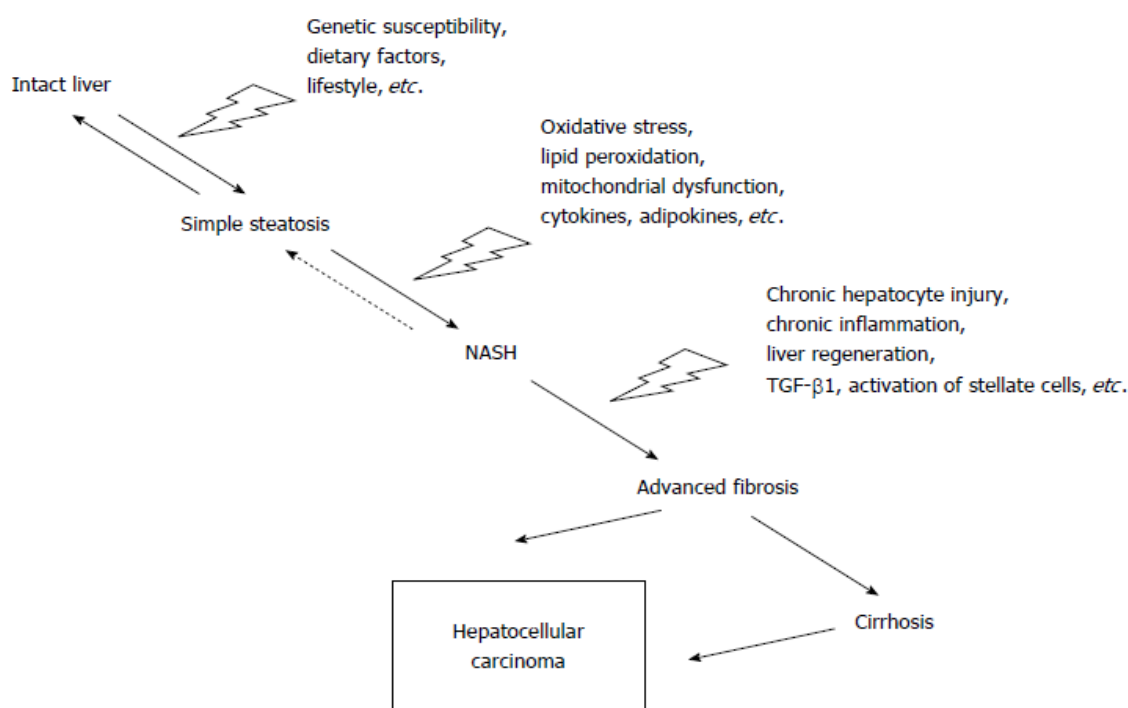 Genetic susceptibility,
dietary factors,
lifestyle, etc.
Intact liver
Oxidative stress,
lipid peroxidation,
mitochondrial dysfunction,
cytokines, adipokines, etc.
Simple steatosis
Chronic hepatocyte injury,
chronic inflammation,
liver regeneration,
TGF-β1, activation of stellate cells, etc.
NASH
Advanced fibrosis
Cirrhosis
Hepatocellular
carcinoma